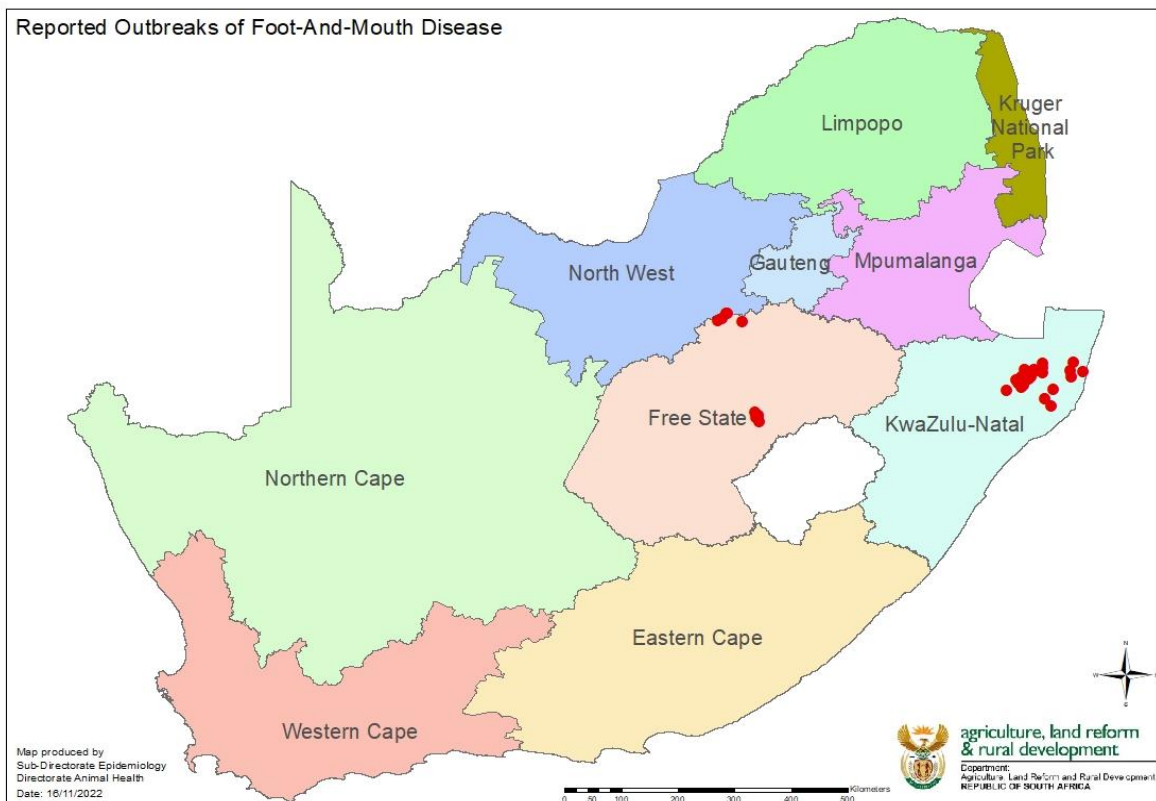 Reported Outbreaks of Foot-And-Mouth Disease
Limpopo
Kruger
National
Park
North West
Gauteng
Mpumalanga
Free State
KwaZulu-Natal
Northern Cape
Eastern Cape
Western Cape
N
W
S
Map produced by
Sub-Directorate Epidemiology
Directorate Animal Health
Date: 16/11/2022
0 50 100 200 300 400 500
Kilometers
agriculture, land reform
& rural development
Department:
Agriculture, Land Reform and Rural Development
REPUBLIC OF SOUTH AFRICA